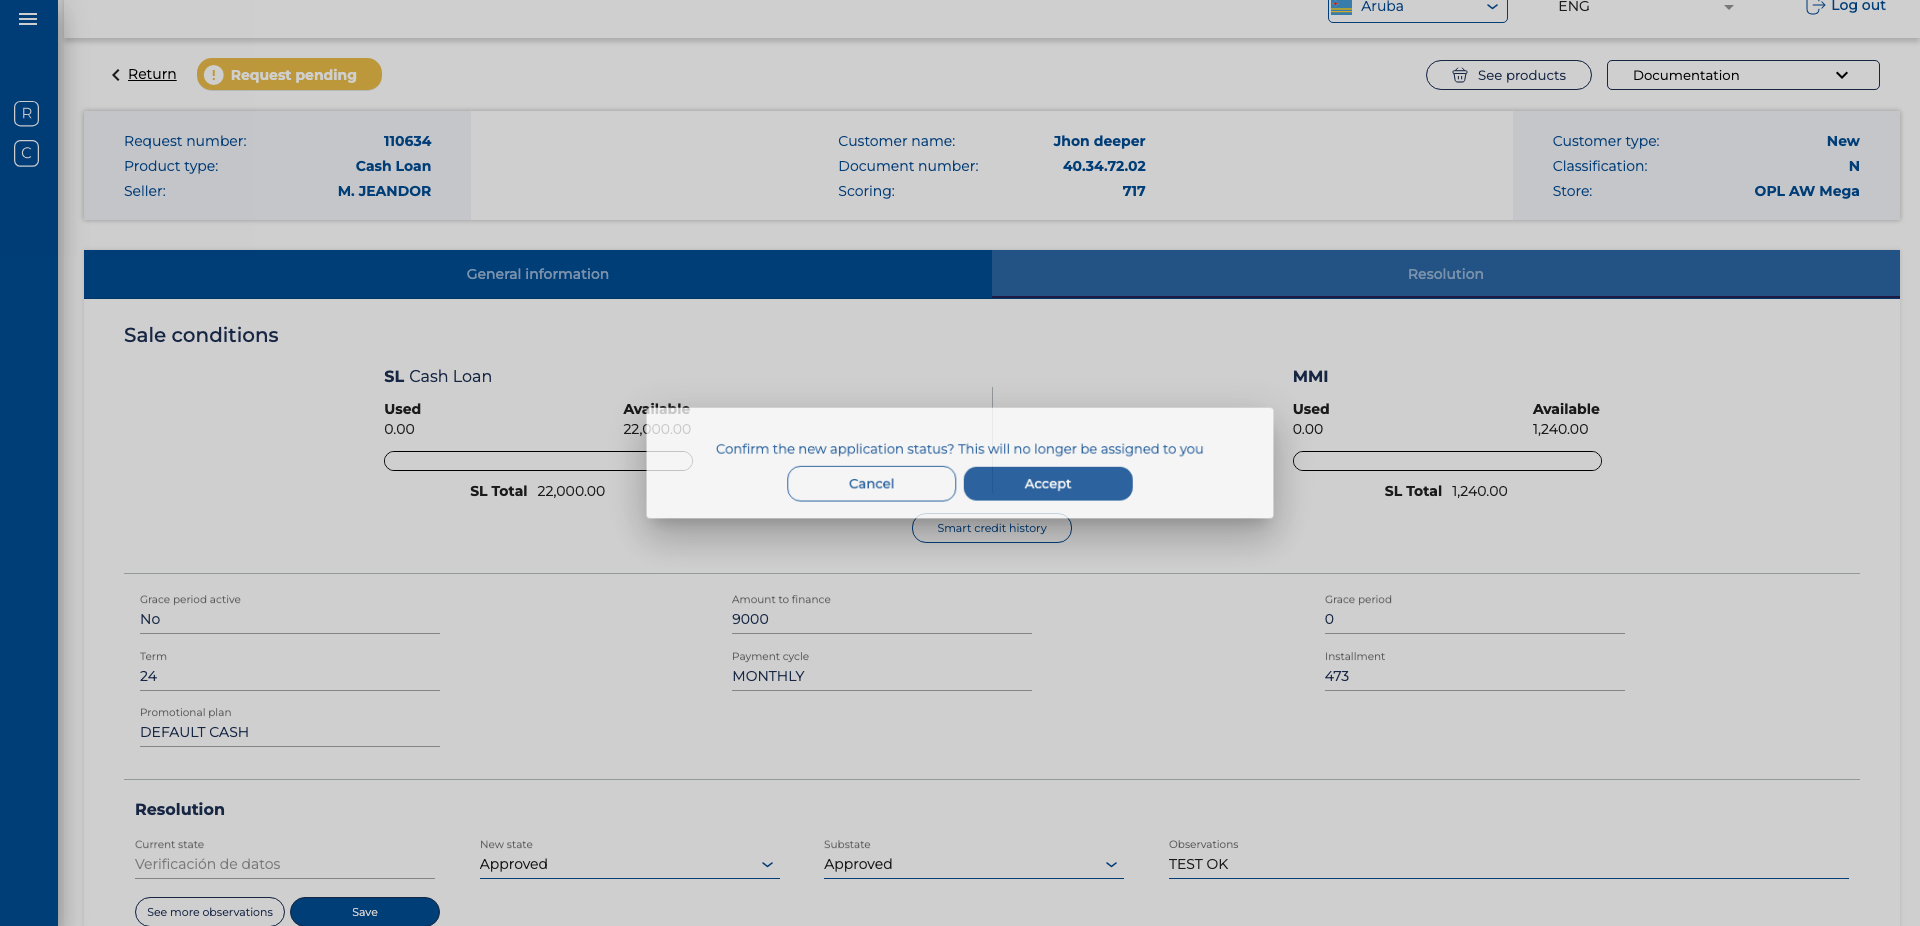 Aruba
ENG
Log out
Return
Request pending
See products
Documentation
R
C
Request number: 110634
Product type: Cash Loan
Seller: M. JEANDOR
Customer name: Jhon deeper
Document number: 40.34.72.02
Scoring: 717
Customer type: New
Classification: N
Store: OPL AW Mega
General information
Resolution
Sale conditions
SL Cash Loan
Used Available
0.00 22,000.00
SL Total 22,000.00
MMI
Used Available
0.00 1,240.00
SL Total 1,240.00
Confirm the new application status? This will no longer be assigned to you
Cancel
Accept
Smart credit history
Grace period active
No
Amount to finance
9000
Grace period
0
Term
24
Payment cycle
MONTHLY
Installment
473
Promotional plan
DEFAULT CASH
Resolution
Current state
Verificación de datos
New state
Approved
Substate
Approved
Observations
TEST OK
See more observations
Save